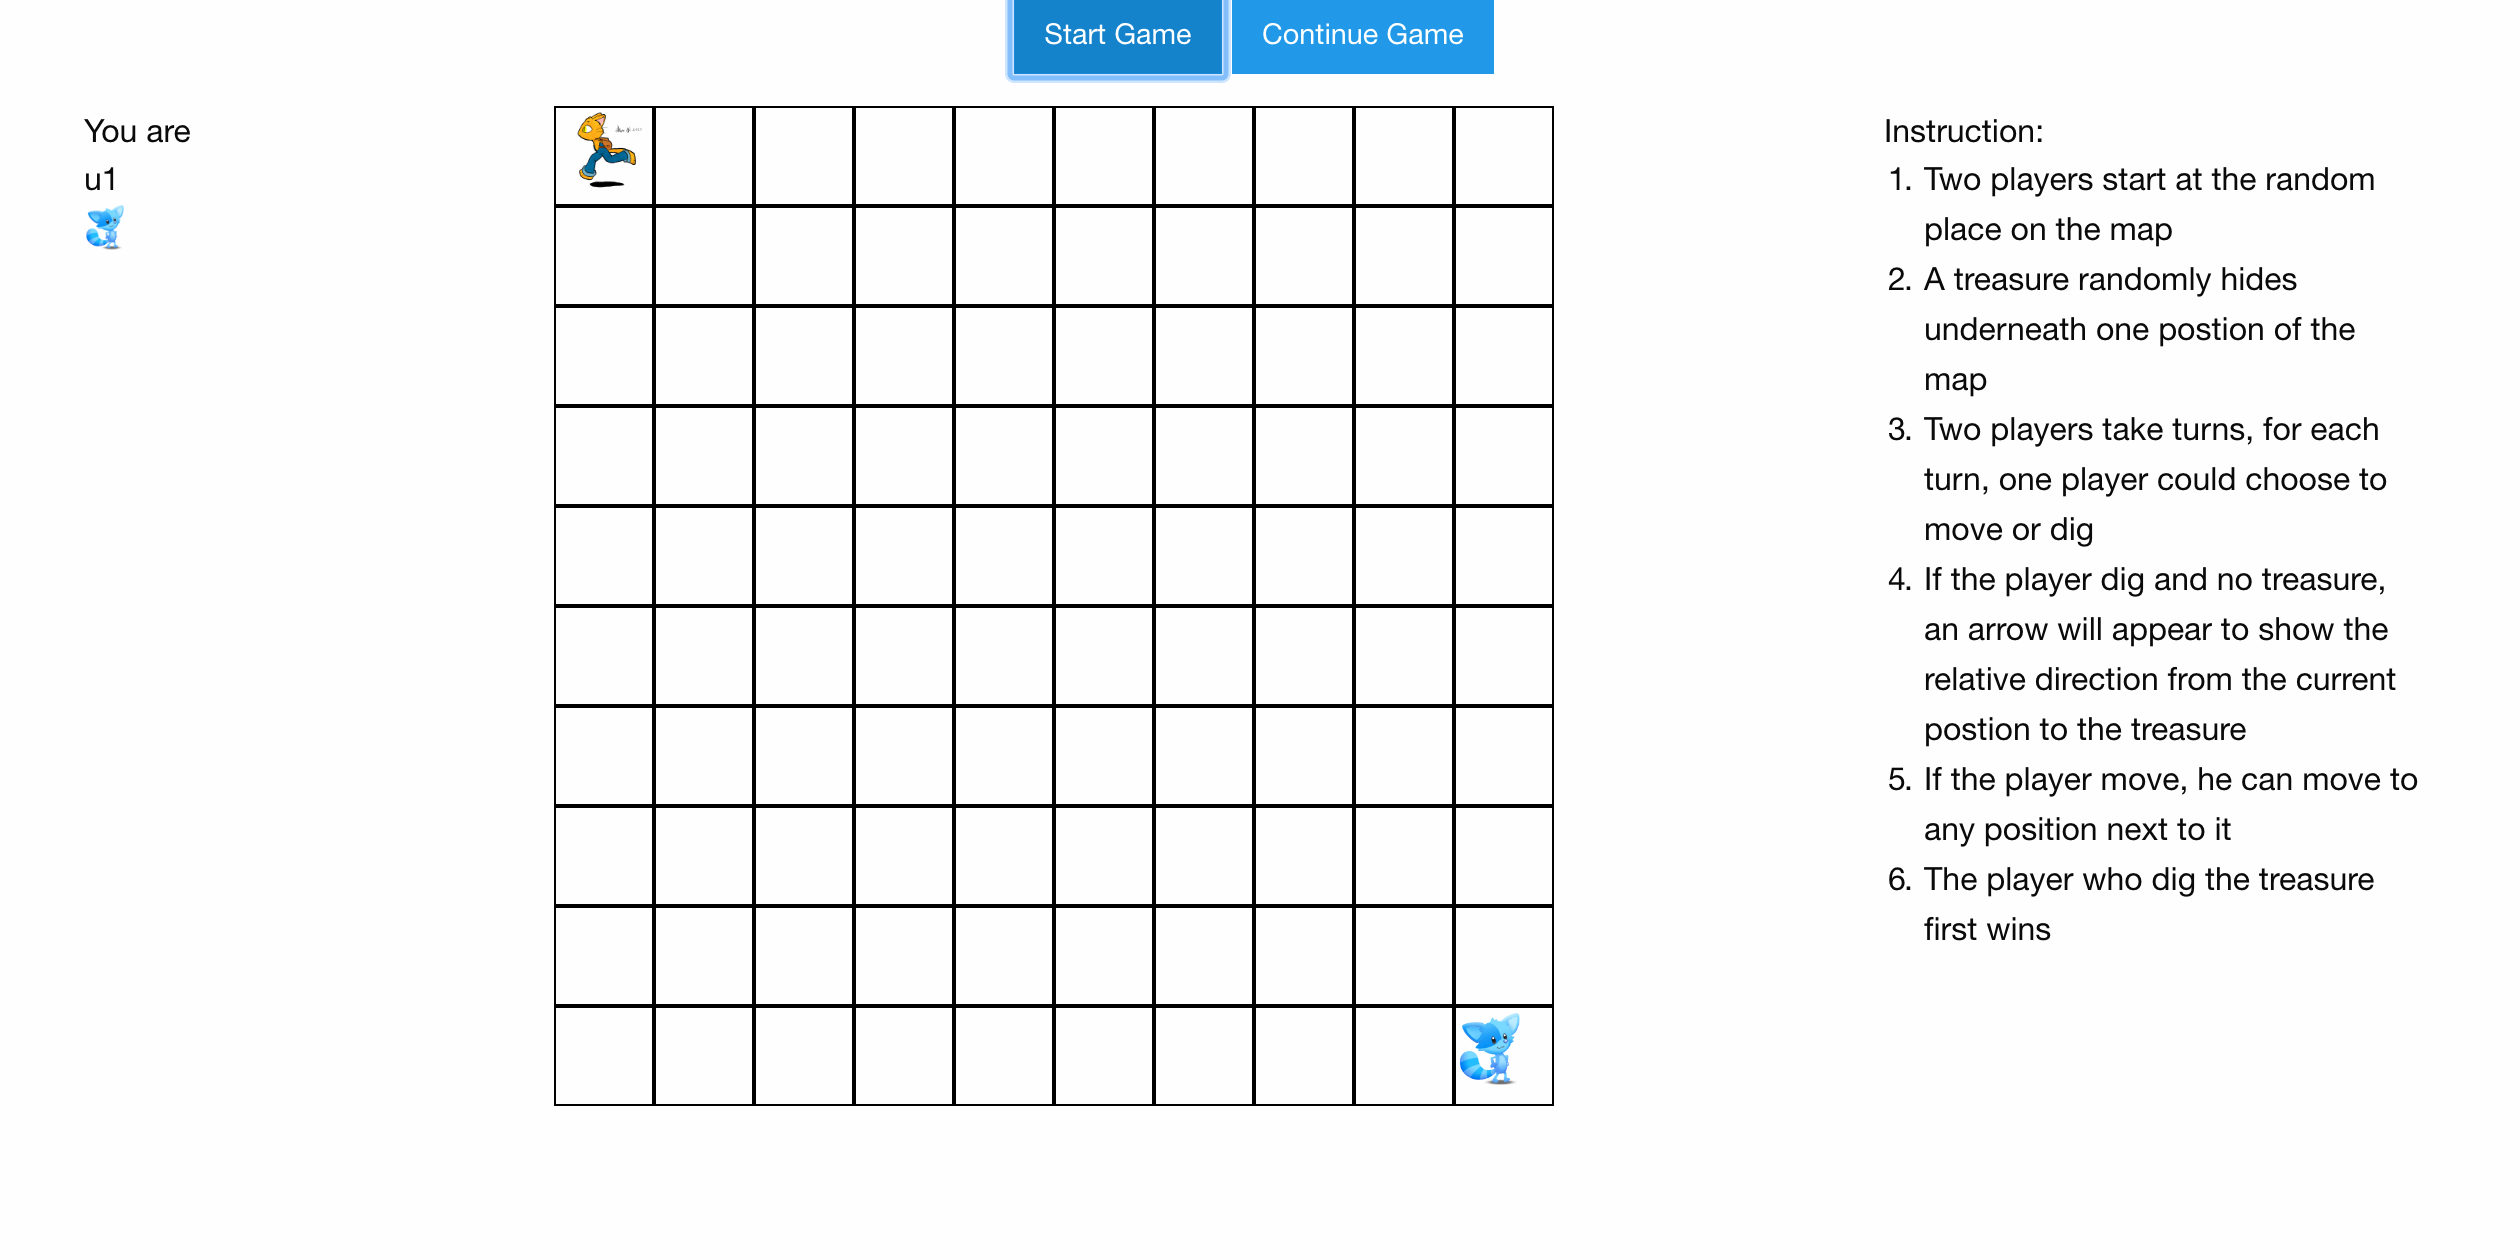 Start Game
Continue Game
You are
u1
Instruction:
1. Two players start at the random
place on the map
2. A treasure randomly hides
underneath one postion of the
map
3. Two players take turns, for each
turn, one player could choose to
move or dig
4. If the player dig and no treasure,
an arrow will appear to show the
relative direction from the current
postion to the treasure
5. If the player move, he can move to
any position next to it
6. The player who dig the treasure
first wins